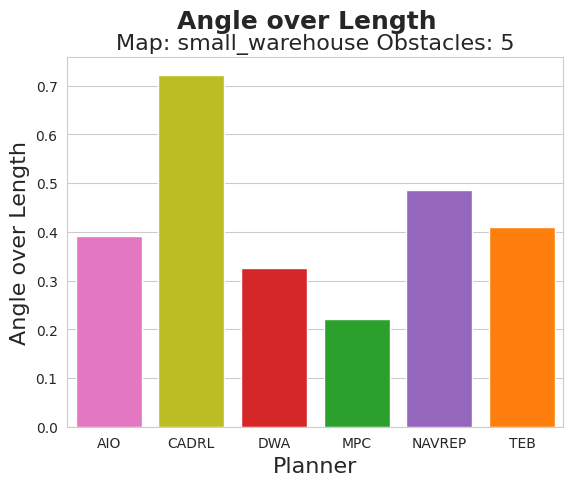 Angle over Length
Map: small_warehouse Obstacles: 5
Angle over Length
0.7
0.6
0.5
0.4
0.3
0.2
0.1
0.0
AIO CADRL DWA MPC NAVREP TEB
Planner